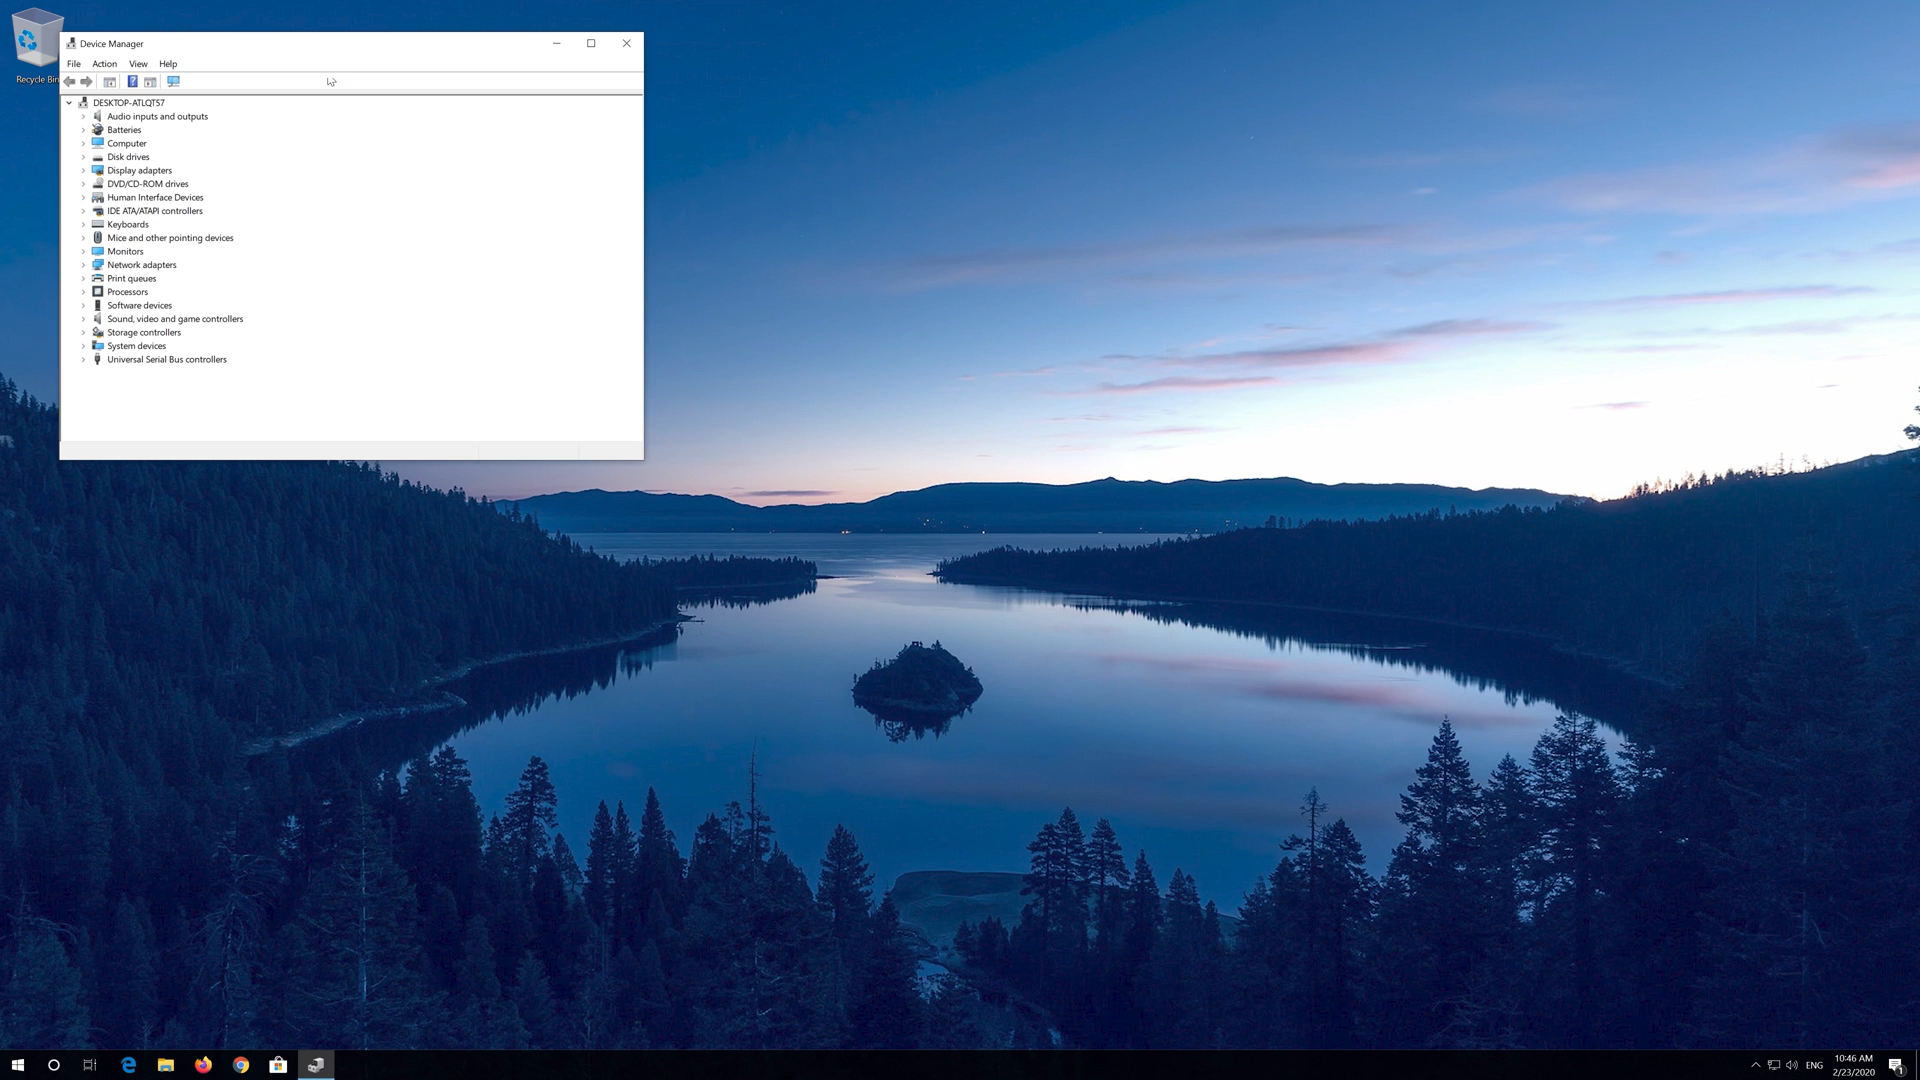 Recycle Bin
Device Manager
File Action View Help
DESKTOP-ATLQT57
Audio inputs and outputs
Batteries
Computer
Disk drives
Display adapters
DVD/CD-ROM drives
Human Interface Devices
IDE ATA/ATAPI controllers
Keyboards
Mice and other pointing devices
Monitors
Network adapters
Print queues
Processors
Software devices
Sound, video and game controllers
Storage controllers
System devices
Universal Serial Bus controllers
ENG
10:46 AM
2/23/2020
1